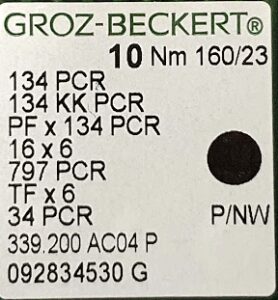 GROZ-BECKERT®
10 Nm 160/23
134 PCR
134 KK PCR
PF x 134 PCR
16 x 6
797 PCR
TF x 6
34 PCR
P/NW
339.200 AC04 P
092834530 G